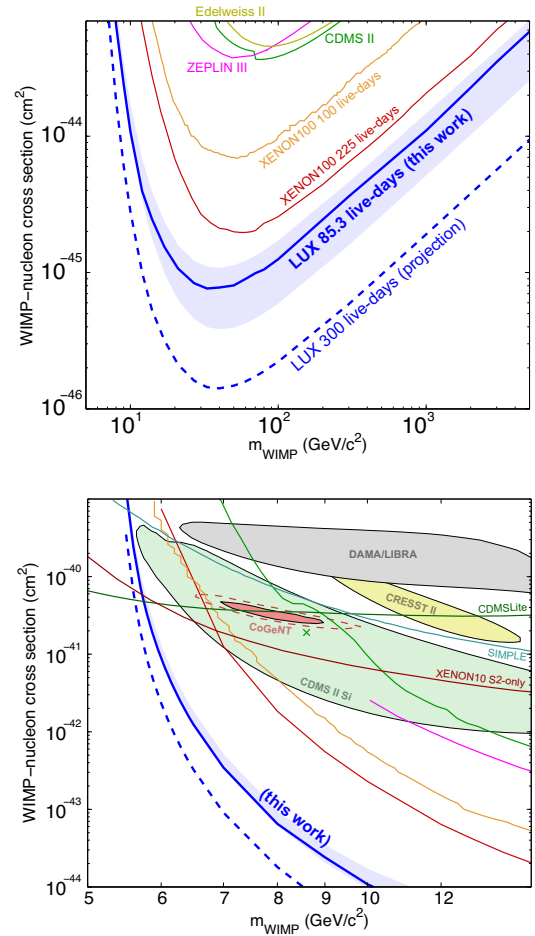 Edelweiss II
CDMS II
ZEPLIN III
XENON100 100 live-days
XENON100 225 live-days
LUX 85.3 live-days (this work)
LUX 300 live-days (projection)
WIMP−nucleon cross section (cm²)
10⁻⁴⁴
10⁻⁴⁵
10⁻⁴⁶
10¹ 10² 10³
m_WIMP (GeV/c²)
DAMA/LIBRA
CRESST II
CDMSLite
CoGeNT
SIMPLE
XENON10 S2-only
CDMS II Si
(this work)
WIMP−nucleon cross section (cm²)
10⁻⁴⁰
10⁻⁴¹
10⁻⁴²
10⁻⁴³
10⁻⁴⁴
5 6 7 8 9 10 12
m_WIMP (GeV/c²)